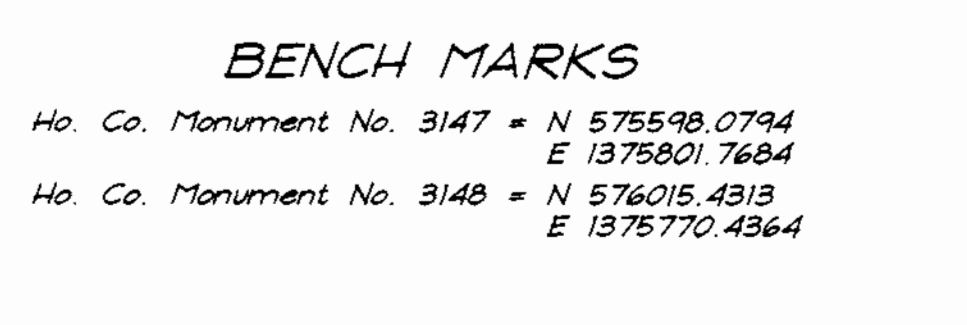 BENCH MARKS
Ho. Co. Monument No. 3147 = N 575598.0794
E 1375801.7684
Ho. Co. Monument No. 3148 = N 576015.4313
E 1375770.4364